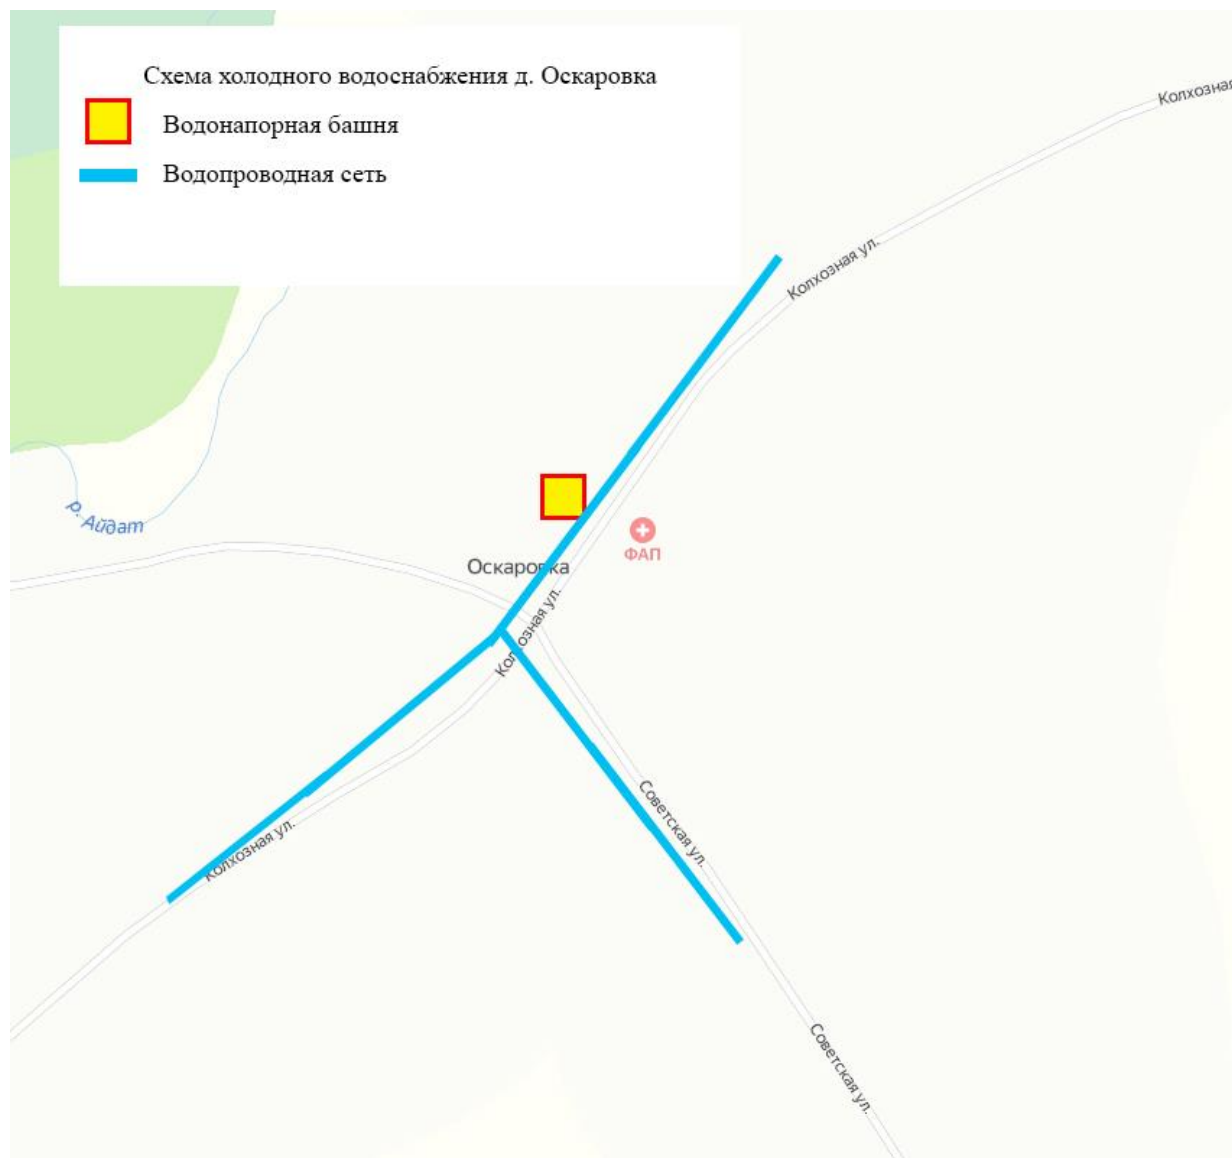 Схема холодного водоснабжения д. Оскаровка
Водонапорная башня
Водопроводная сеть
Колхозная
Колхозная ул.
р. Айдат
ФАП
Оскаровка
Колхозная ул.
Советская ул.
Колхозная ул.
Советская ул.